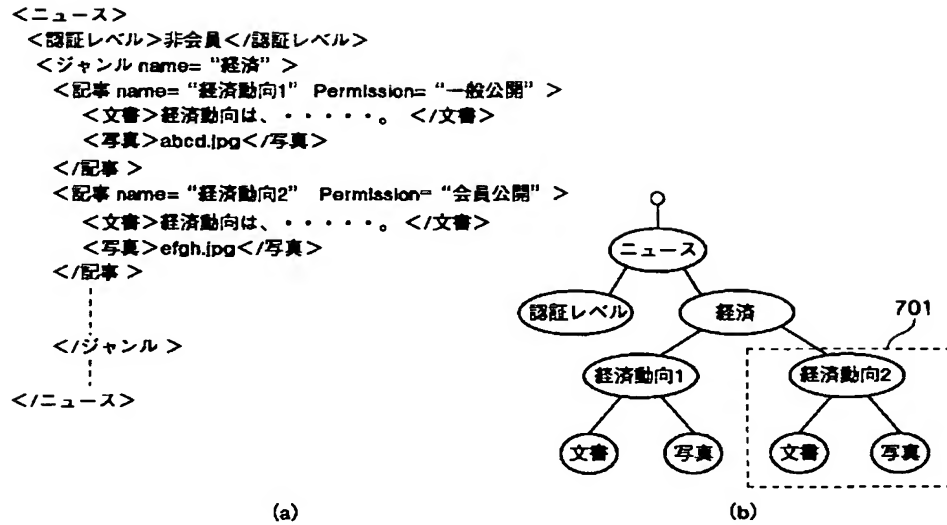 <ニュース>
<認証レベル>非会員</認証レベル>
<ジャンル name= “経済” >
<記事 name= “経済動向1” Permission= “一般公開” >
<文書>経済動向は、・・・・・。 </文書>
<写真>abcd.jpg</写真>
</記事 >
<記事 name= “経済動向2” Permission= “会員公開” >
<文書>経済動向は、・・・・・。 </文書>
<写真>efgh.jpg</写真>
</記事 >
</ジャンル >
</ニュース>
(a)
ニュース
認証レベル
経済
701
経済動向1
経済動向2
文書
写真
文書
写真
(b)